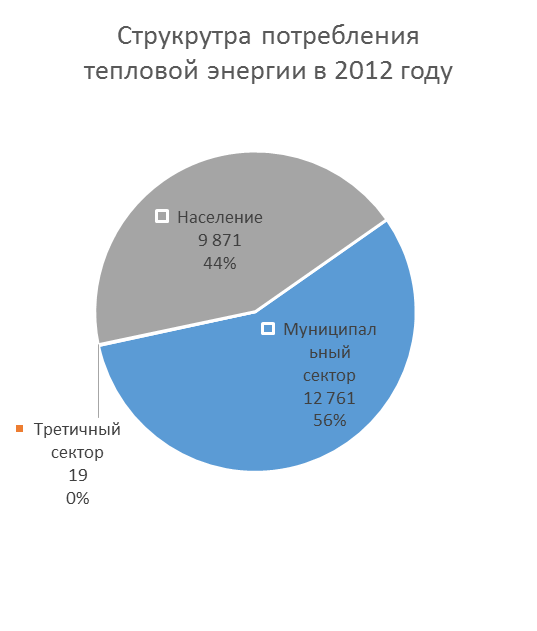 Струкрутра потребления
тепловой энергии в 2012 году
Население
9 871
44%
Муниципал
ьный
сектор
12 761
56%
Третичный
сектор
19
0%